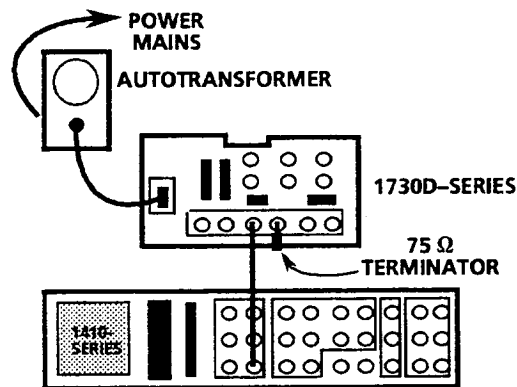 POWER
MAINS
AUTOTRANSFORMER
1730D–SERIES
75 Ω
TERMINATOR
1410–
SERIES